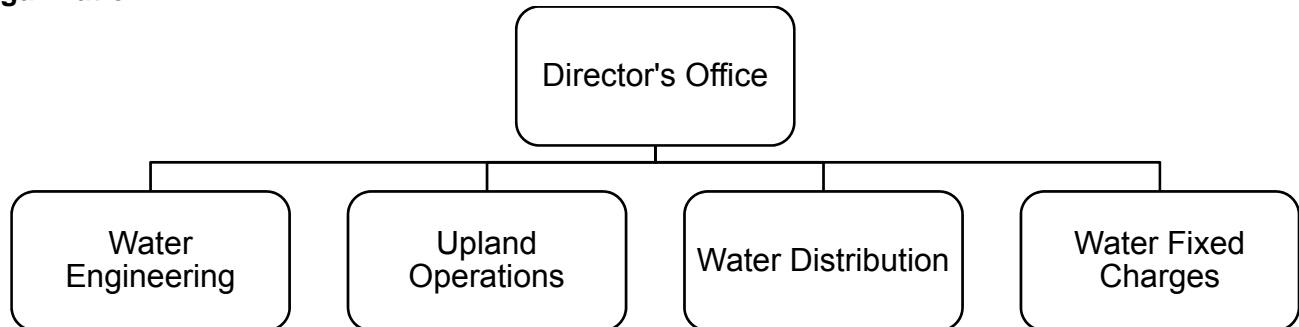 Director's Office
Water
Engineering
Upland
Operations
Water Distribution
Water Fixed
Charges